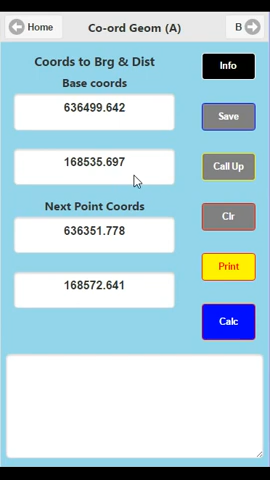 Home
Co-ord Geom (A)
B
Coords to Brg & Dist
Info
Base coords
636499.642
Save
168535.697
Call Up
Next Point Coords
Clr
636351.778
Print
168572.641
Calc